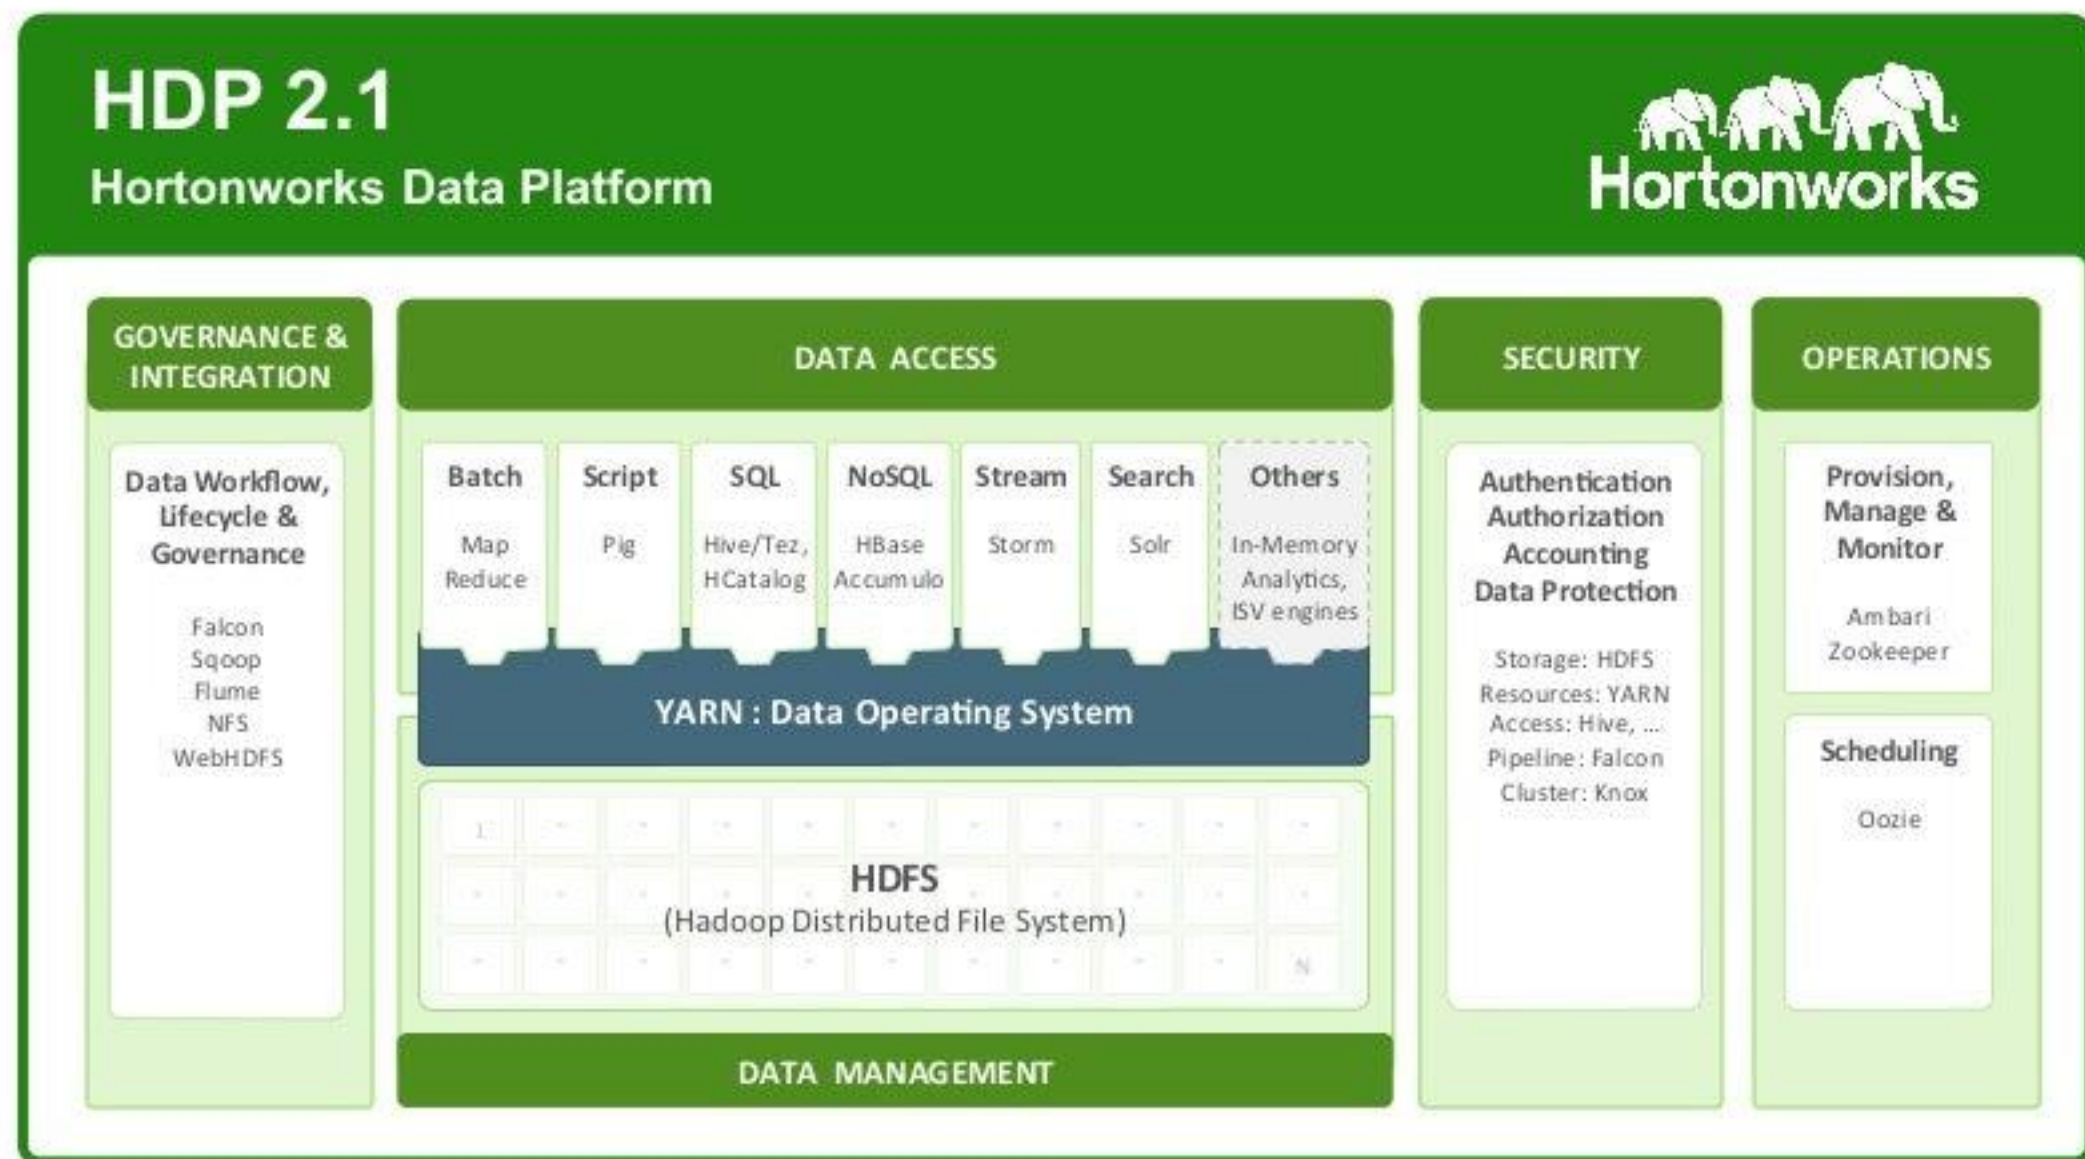 HDP 2.1
Hortonworks Data Platform
Hortonworks
GOVERNANCE &
INTEGRATION
Data Workflow,
Lifecycle &
Governance
Falcon
Sqoop
Flume
NFS
WebHDFS
DATA ACCESS
Batch
Map
Reduce
Script
Pig
SQL
Hive/Tez,
HCatalog
NoSQL
HBase
Accumulo
Stream
Storm
Search
Solr
Others
In-Memory
Analytics,
ISV engines
YARN : Data Operating System
1
HDFS
(Hadoop Distributed File System)
N
DATA MANAGEMENT
SECURITY
Authentication
Authorization
Accounting
Data Protection
Storage: HDFS
Resources: YARN
Access: Hive, ...
Pipeline: Falcon
Cluster: Knox
OPERATIONS
Provision,
Manage &
Monitor
Ambari
Zookeeper
Scheduling
Oozie